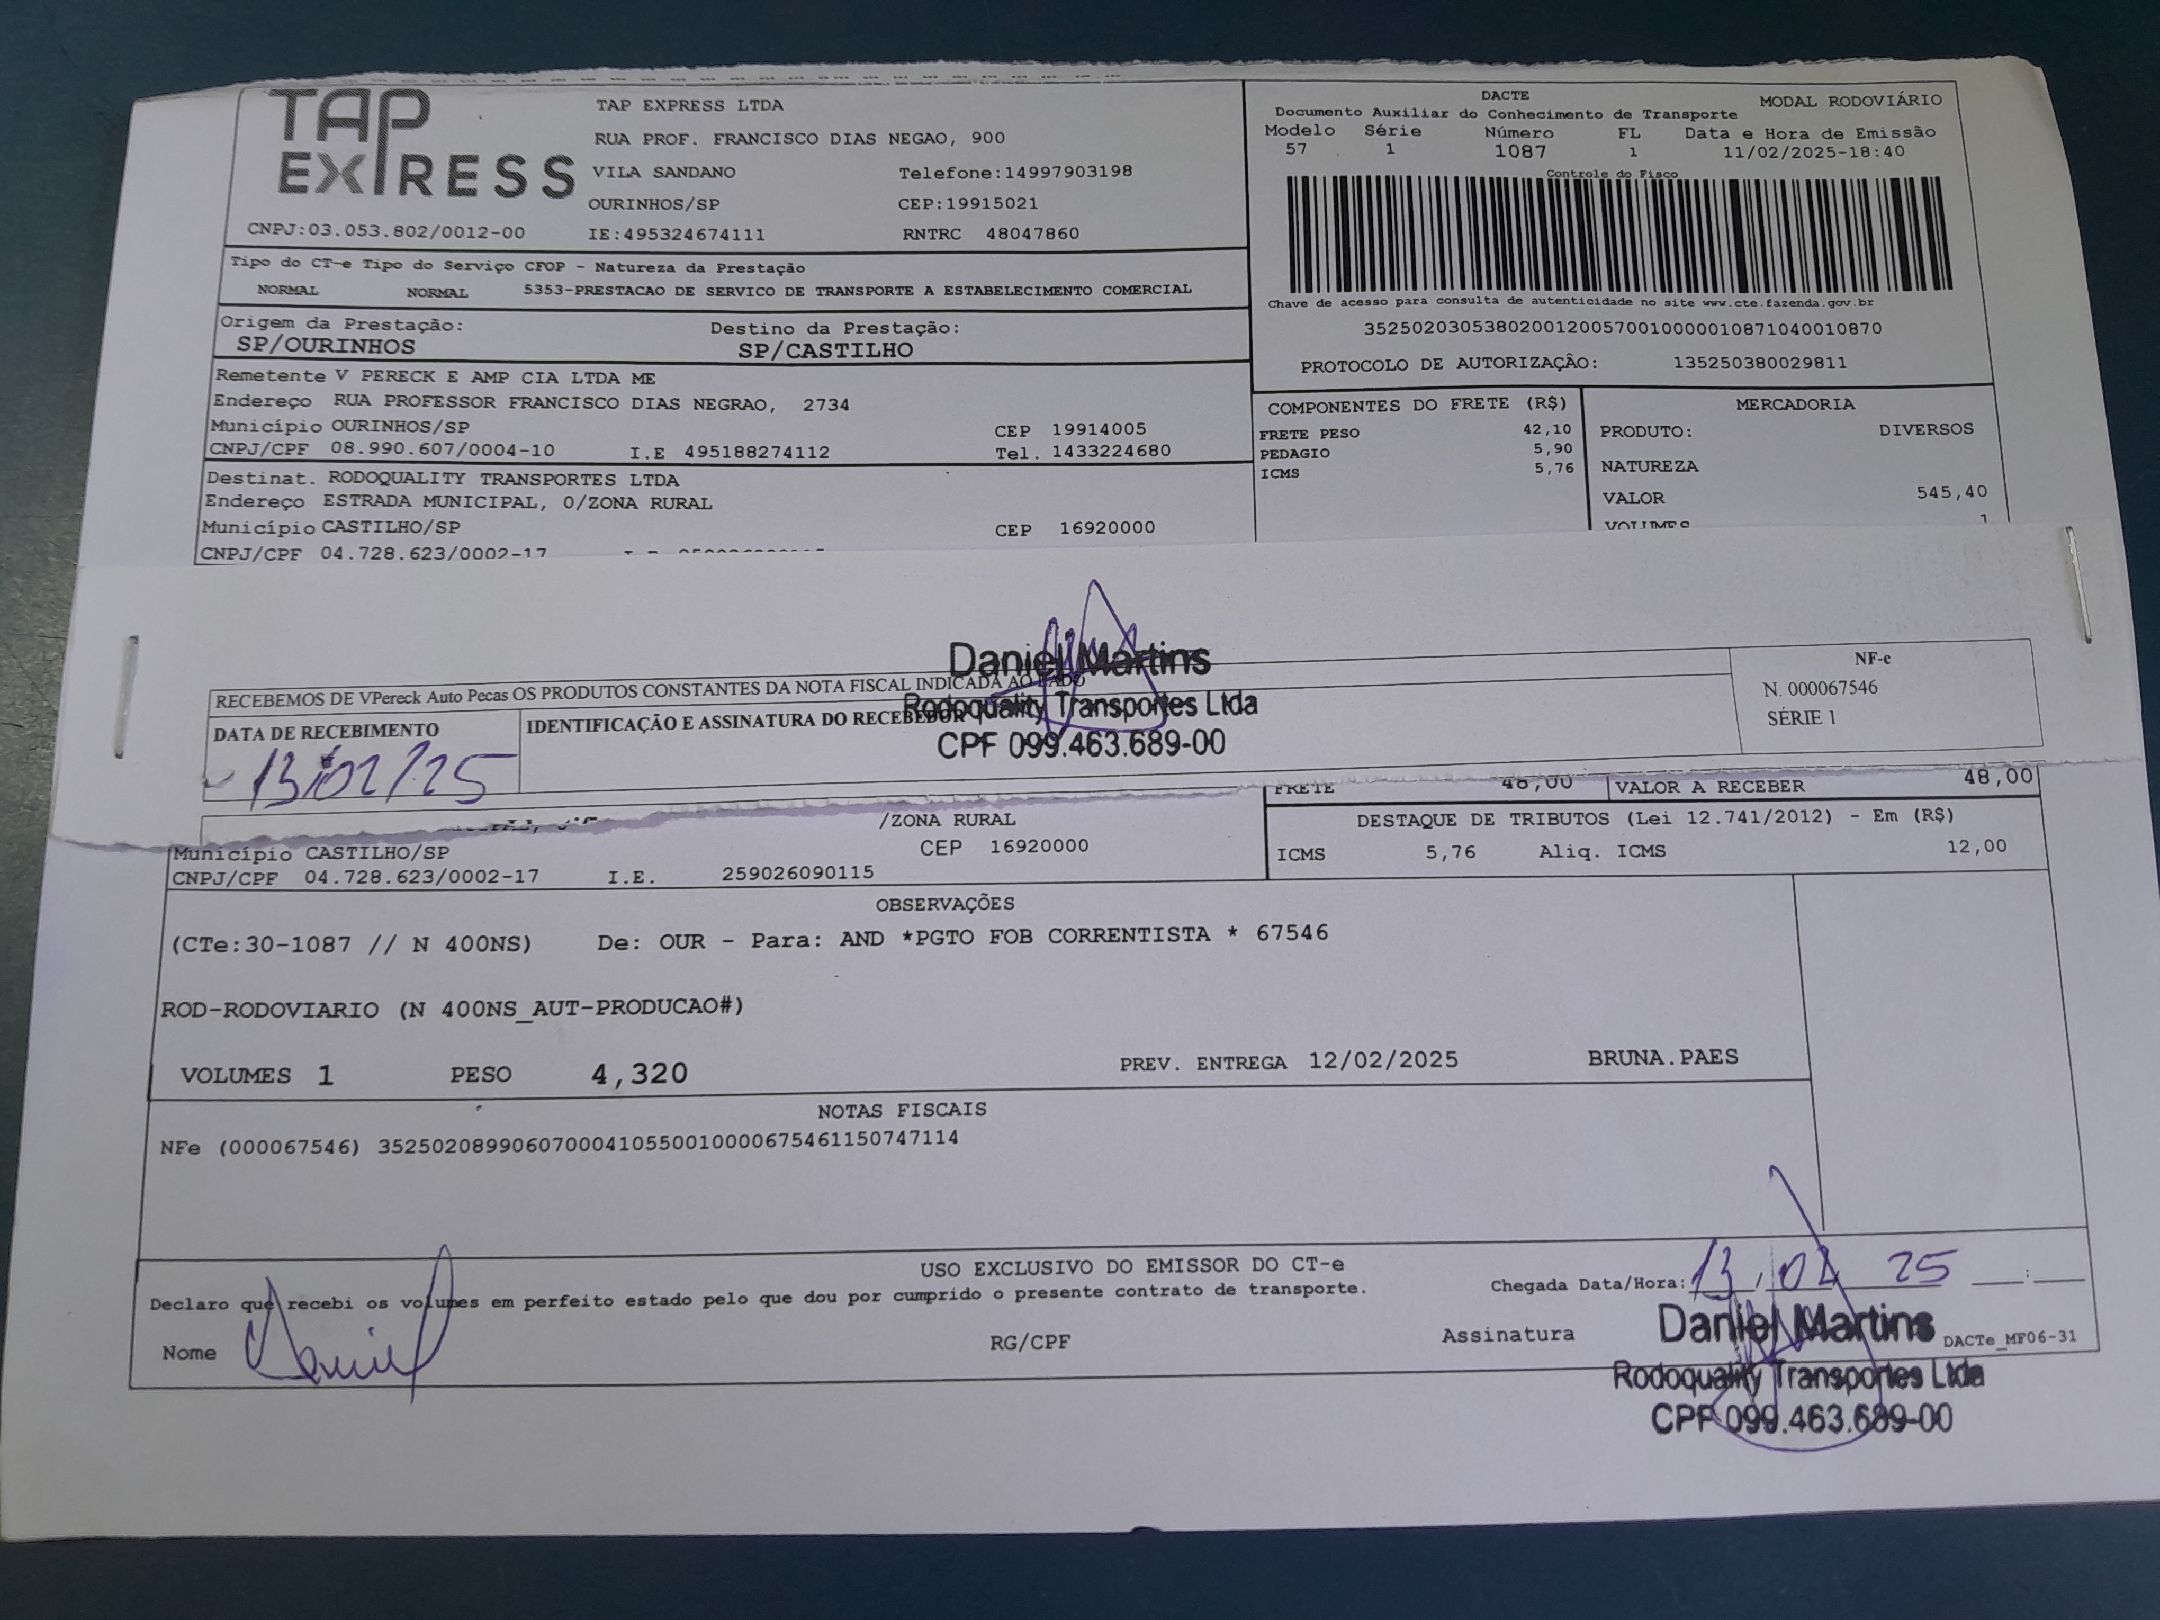 TAP EXPRESS
TAP EXPRESS LTDA
RUA PROF. FRANCISCO DIAS NEGAO, 900
VILA SANDANO Telefone:14997903198
OURINHOS/SP CEP:19915021
CNPJ:03.053.802/0012-00 IE:495324674111 RNTRC 48047860
DACTE MODAL RODOVIÁRIO
Documento Auxiliar do Conhecimento de Transporte
Modelo Série Número FL Data e Hora de Emissão
57 1 1087 1 11/02/2025-18:40
Controle do Fisco
Chave de acesso para consulta de autenticidade no site www.cte.fazenda.gov.br
35250203053802001200570010000010871040010870
PROTOCOLO DE AUTORIZAÇÃO: 135250380029811
Tipo do CT-e Tipo do Serviço CFOP - Natureza da Prestação
NORMAL NORMAL 5353-PRESTACAO DE SERVICO DE TRANSPORTE A ESTABELECIMENTO COMERCIAL
Origem da Prestação: Destino da Prestação:
SP/OURINHOS SP/CASTILHO
Remetente V PERECK E AMP CIA LTDA ME
Endereço RUA PROFESSOR FRANCISCO DIAS NEGRAO, 2734
Município OURINHOS/SP CEP 19914005
CNPJ/CPF 08.990.607/0004-10 I.E 495188274112 Tel. 1433224680
Destinat. RODOQUALITY TRANSPORTES LTDA
Endereço ESTRADA MUNICIPAL, 0/ZONA RURAL
Município CASTILHO/SP CEP 16920000
CNPJ/CPF 04.728.623/0002-17
COMPONENTES DO FRETE (R$) MERCADORIA
FRETE PESO 42,10 PRODUTO: DIVERSOS
PEDAGIO 5,90
ICMS 5,76 NATUREZA
VALOR 545,40
VOLUMES 1
Daniel Martins
Rodoquality Transportes Ltda
CPF 099.463.689-00
RECEBEMOS DE VPereck Auto Pecas OS PRODUTOS CONSTANTES DA NOTA FISCAL INDICADA AO LADO
DATA DE RECEBIMENTO IDENTIFICAÇÃO E ASSINATURA DO RECEBEDOR
13/02/25
NF-e
N. 000067546
SÉRIE 1
FRETE 48,00 VALOR A RECEBER 48,00
/ZONA RURAL
Município CASTILHO/SP CEP 16920000
CNPJ/CPF 04.728.623/0002-17 I.E. 259026090115
DESTAQUE DE TRIBUTOS (Lei 12.741/2012) - Em (R$)
ICMS 5,76 Aliq. ICMS 12,00
OBSERVAÇÕES
(CTe:30-1087 // N 400NS) De: OUR - Para: AND *PGTO FOB CORRENTISTA * 67546
ROD-RODOVIARIO (N 400NS_AUT-PRODUCAO#)
VOLUMES 1 PESO 4,320 PREV. ENTREGA 12/02/2025 BRUNA.PAES
NOTAS FISCAIS
NFe (000067546) 35250208990607000410550010000675461150747114
USO EXCLUSIVO DO EMISSOR DO CT-e
Declaro que recebi os volumes em perfeito estado pelo que dou por cumprido o presente contrato de transporte.
Chegada Data/Hora: 13 / 02 25 :
Nome Daniel RG/CPF Assinatura
Daniel Martins
DACTe_MF06-31
Rodoquality Transportes Ltda
CPF 099.463.689-00